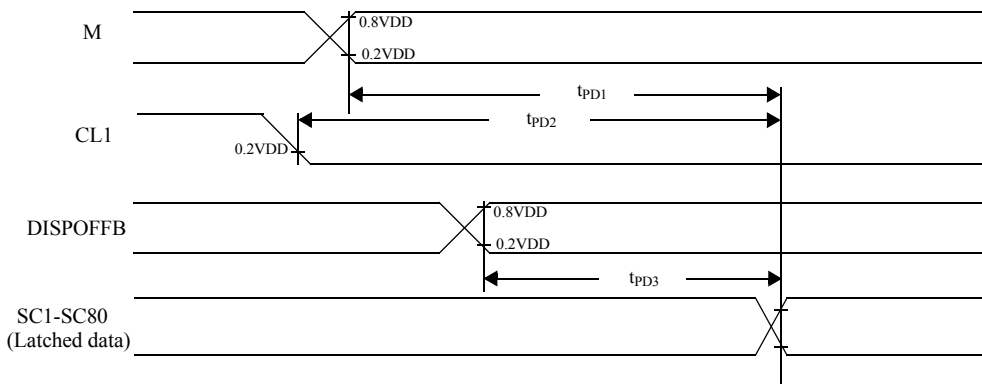 M
0.8VDD
0.2VDD
tPD1
CL1
tPD2
0.2VDD
DISPOFFB
0.8VDD
0.2VDD
tPD3
SC1-SC80
(Latched data)